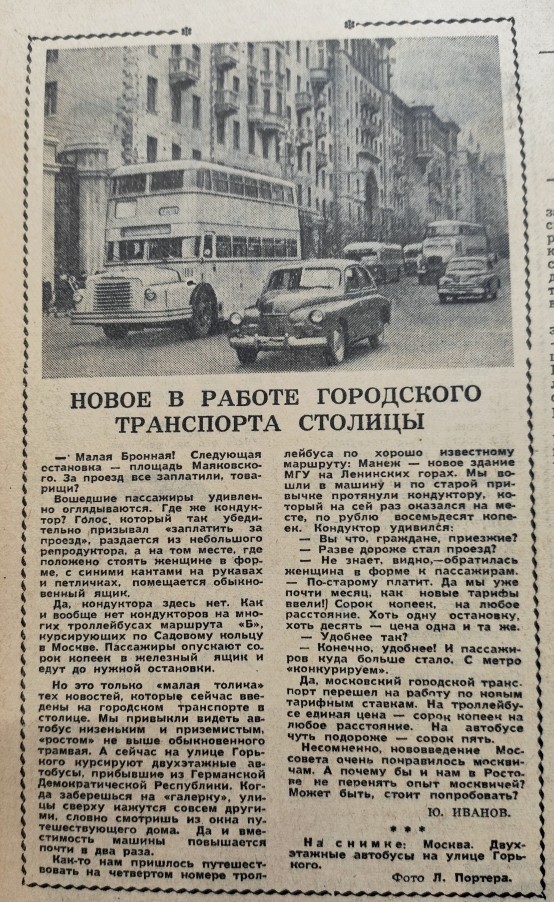 НОВОЕ В РАБОТЕ ГОРОДСКОГО
ТРАНСПОРТА СТОЛИЦЫ
— Малая Бронная! Следующая
остановка — площадь Маяковско-
го. За проезд все заплатили, това-
рищи?
Вошедшие пассажиры удивлен-
но оглядываются. Где же кондук-
тор? Голос, который так убеди-
тельно призывал «заплатить за
проезд», раздается из небольшого
репродуктора, а на том месте, где
положено стоять женщине в фор-
ме, с синими кантами на рукавах
и петличках, помещается обыкно-
венный ящик.
Да, кондуктора здесь нет. Как
и вообще нет кондукторов на мно-
гих троллейбусах маршрута «Б»,
курсирующих по Садовому кольцу
в Москве. Пассажиры опускают со-
рок копеек в железный ящик и
едут до нужной остановки.
Но это только «малая толика»
тех новостей, которые сейчас вве-
дены на городском транспорте в
столице. Мы привыкли видеть ав-
тобус низеньким и приземистым,
«ростом» не выше обыкновенного
трамвая. А сейчас на улице Горь-
кого курсируют двухэтажные ав-
тобусы, прибывшие из Германской
Демократической Республики. Ког-
да заберешься на «галерку», ули-
цы сверху кажутся совсем други-
ми, словно смотришь из окна пу-
тешествующего дома. Да и вме-
стимость машины повышается
почти в два раза.
Как-то нам пришлось путешест-
вовать на четвертом номере трол-
лейбуса по хорошо известному
маршруту: Манеж — новое здание
МГУ на Ленинских горах. Мы во-
шли в машину и по старой при-
вычке протянули кондуктору, ко-
торый на сей раз оказался на ме-
сте, по рублю восемьдесят копе-
ек. Кондуктор удивился:
— Вы что, граждане, приезжие?
— Разве дороже стал проезд?
— Не знает, видно,—обратилась
женщина в форме к пассажирам.
— По-старому платит. Да мы уже
почти месяц, как новые тарифы
ввели! Сорок копеек, на любое
расстояние. Хоть одну остановку,
хоть десять — цена одна и та же.
— Удобнее так?
— Конечно, удобнее! И пассажи-
ров куда больше стало. С метро
«конкурируем».
Да, московский городской транс-
порт перешел на работу по новым
тарифным ставкам. На троллейбу-
се единая цена — сорок копеек на
любое расстояние. На автобусе
чуть подороже — сорок пять.
Несомненно, нововведение Мос-
совета очень понравилось москви-
чам. А почему бы и нам в Росто-
ве не перенять опыт москвичей?
Может быть, стоит попробовать?
Ю. ИВАНОВ.
* * *
На снимке: Москва. Двух-
этажные автобусы на улице Горь-
кого.
Фото Л. Портера.